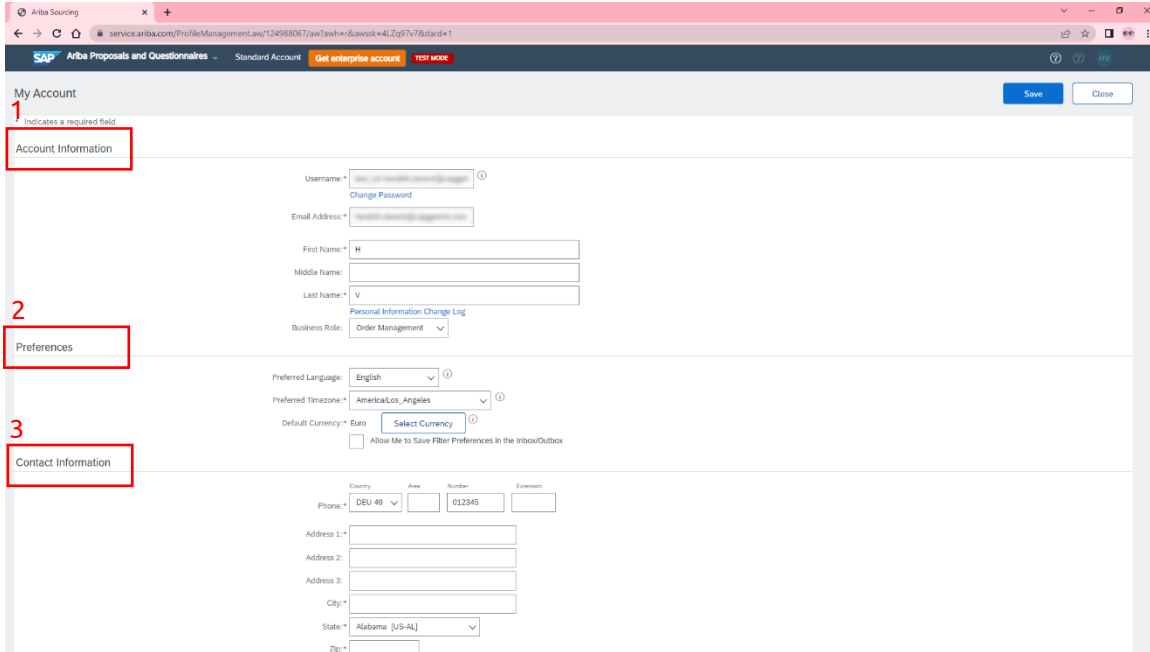 Ariba Sourcing
service.ariba.com/ProfileManagement.aw/124988067/aw?awh=r&awssk=4LZq97v7&dard=1
SAP Ariba Proposals and Questionnaires Standard Account Get enterprise account TEST MODE HV
My Account Save Close
1
* Indicates a required field
Account Information
Username:*
Change Password
Email Address:*
First Name:* H
Middle Name:
Last Name:* V
2
Personal Information Change Log
Business Role: Order Management
Preferences
Preferred Language: English
Preferred Timezone:* America/Los_Angeles
Default Currency:* Euro Select Currency
3
Allow Me to Save Filter Preferences in the Inbox/Outbox
Contact Information
Country Area Number Extension
Phone:* DEU 49 012345
Address 1:*
Address 2:
Address 3:
City:*
State:* Alabama [US-AL]
Zip:*